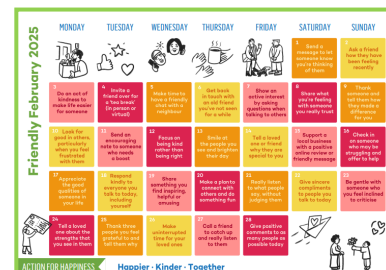 Friendly February 2025
MONDAY
TUESDAY
WEDNESDAY
THURSDAY
FRIDAY
SATURDAY
SUNDAY
1 Send a
message to let
someone know
you're thinking
of them
2 Ask a friend
how they have
been feeling
recently
3 Do an act of
kindness to
make life easier
for someone
4 Invite a
friend over for
a 'tea break'
(in person or
virtual)
5 Make time to
have a friendly
chat with a
neighbour
6 Get back
in touch with
an old friend
you've not seen
for a while
7 Show an
active interest
by asking
questions when
talking to others
8 Share what
you're feeling
with someone
you really trust
9 Thank
someone and
tell them how
they made a
difference for
you
10 Look for
good in others,
particularly
when you feel
frustrated with
them
11 Send an
encouraging
note to someone
who needs
a boost
12 Focus on
being kind
rather than
being right
13 Smile at
the people you
see and brighten
their day
14 Tell a loved
one or friend
why they are
special to you
15 Support a
local business
with a positive
online review or
friendly message
16 Check in
on someone
who may be
struggling and
offer to help
17 Appreciate
the good
qualities of
someone in
your life
18 Respond
kindly to
everyone you
talk to today,
including
yourself
19 Share
something you
find inspiring,
helpful or
amusing
20 Make a plan
to connect with
others and do
something fun
21 Really listen
to what people
say, without
judging them
22 Give sincere
compliments to
people you talk
to today
23 Be gentle
with someone
who you feel
inclined to
criticise
24 Tell a
loved one about
the strengths
that you see
in them
25 Thank
three people
you feel grateful
to and tell
them why
26 Make
uninterrupted
time for your
loved ones
27 Call a friend
to catch up
and really listen
to them
28 Give positive
comments to as
many people as
possible today
ACTION FOR HAPPINESS
Happier · Kinder · Together